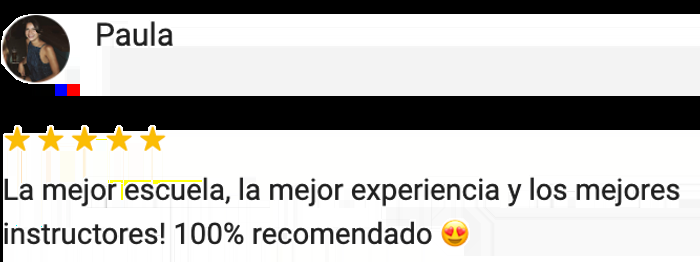 Paula
La mejor escuela, la mejor experiencia y los mejores
instructores! 100% recomendado 😍